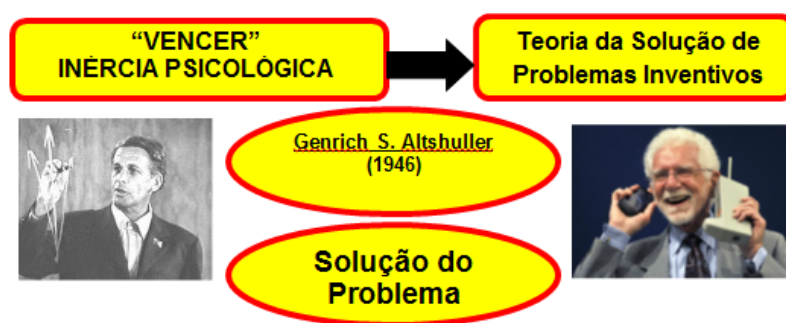 “VENCER”
INÉRCIA PSICOLÓGICA
Teoria da Solução de
Problemas Inventivos
Genrich S. Altshuller
(1946)
Solução do
Problema